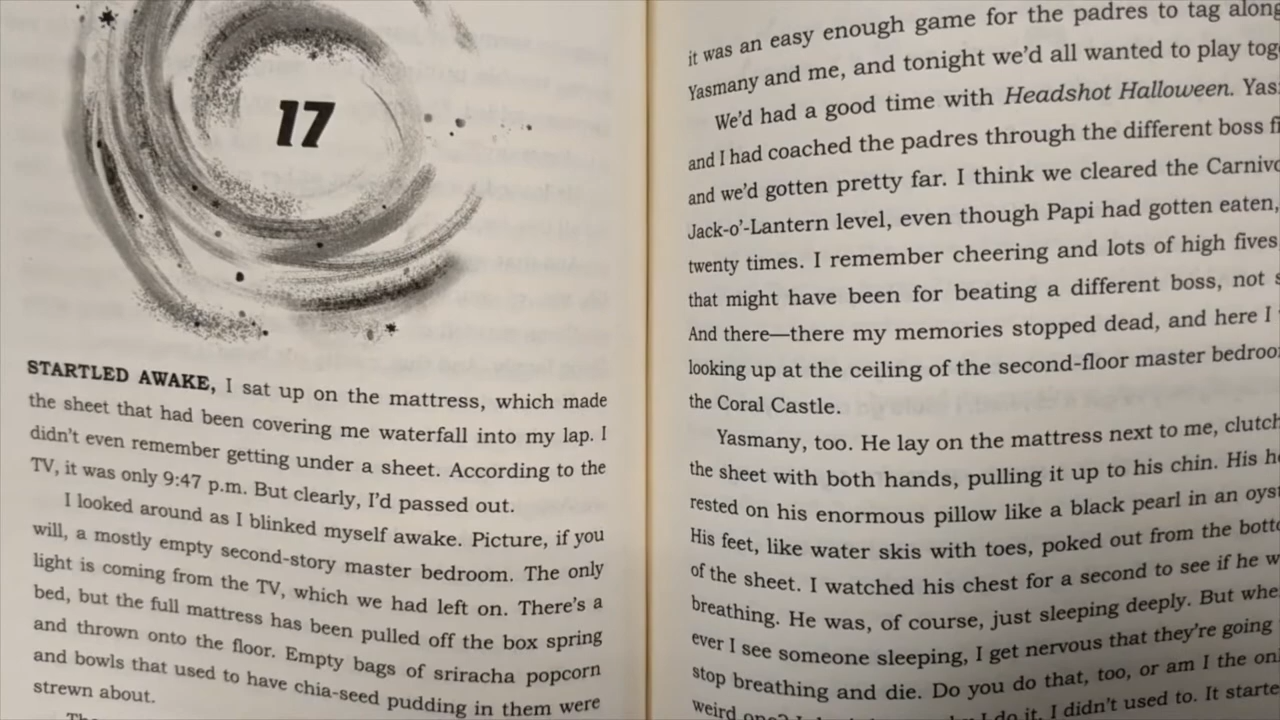 17
STARTLED AWAKE, I sat up on the mattress, which made
the sheet that had been covering me waterfall into my lap. I
didn't even remember getting under a sheet. According to the
TV, it was only 9:47 p.m. But clearly, I'd passed out.
I looked around as I blinked myself awake. Picture, if you
will, a mostly empty second-story master bedroom. The only
light is coming from the TV, which we had left on. There's a
bed, but the full mattress has been pulled off the box spring
and thrown onto the floor. Empty bags of sriracha popcorn
and bowls that used to have chia-seed pudding in them were
strewn about.
it was an easy enough game for the padres to tag along
Yasmany and me, and tonight we'd all wanted to play tog
We'd had a good time with Headshot Halloween. Yas
and I had coached the padres through the different boss fi
and we'd gotten pretty far. I think we cleared the Carnivo
Jack-o'-Lantern level, even though Papi had gotten eaten,
twenty times. I remember cheering and lots of high fives
that might have been for beating a different boss, not s
And there—there my memories stopped dead, and here I
looking up at the ceiling of the second-floor master bedroo
the Coral Castle.
Yasmany, too. He lay on the mattress next to me, clutch
the sheet with both hands, pulling it up to his chin. His he
rested on his enormous pillow like a black pearl in an oyst
His feet, like water skis with toes, poked out from the botto
of the sheet. I watched his chest for a second to see if he w
breathing. He was, of course, just sleeping deeply. But whe
ever I see someone sleeping, I get nervous that they're going
stop breathing and die. Do you do that, too, or am I the on
weird one? I do it. I didn't used to. It starte